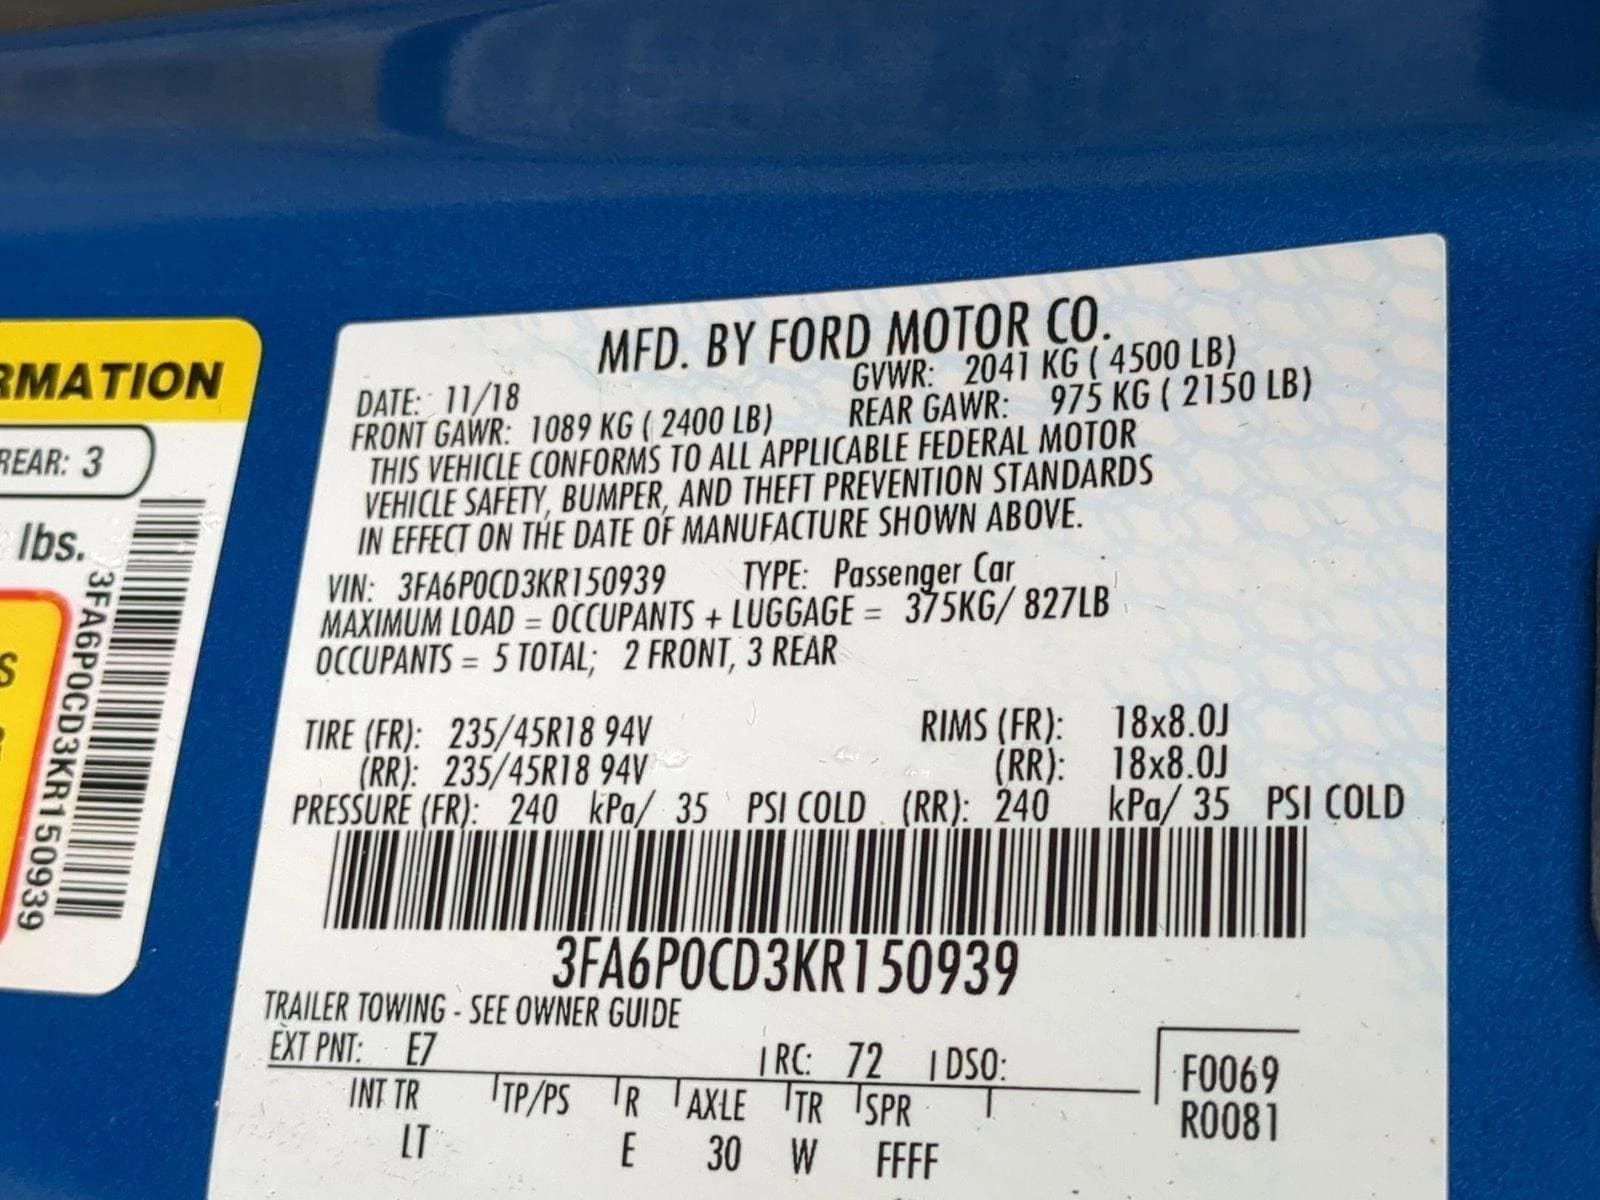 RMATION
REAR: 3
lbs.
3FA6P0CD3KR150939
S
MFD. BY FORD MOTOR CO.
DATE: 11/18 GVWR: 2041 KG ( 4500 LB)
FRONT GAWR: 1089 KG ( 2400 LB) REAR GAWR: 975 KG ( 2150 LB)
THIS VEHICLE CONFORMS TO ALL APPLICABLE FEDERAL MOTOR
VEHICLE SAFETY, BUMPER, AND THEFT PREVENTION STANDARDS
IN EFFECT ON THE DATE OF MANUFACTURE SHOWN ABOVE.
VIN: 3FA6P0CD3KR150939 TYPE: Passenger Car
MAXIMUM LOAD = OCCUPANTS + LUGGAGE = 375KG/ 827LB
OCCUPANTS = 5 TOTAL; 2 FRONT, 3 REAR
TIRE (FR): 235/45R18 94V RIMS (FR): 18x8.0J
(RR): 235/45R18 94V (RR): 18x8.0J
PRESSURE (FR): 240 kPa/ 35 PSI COLD (RR): 240 kPa/ 35 PSI COLD
3FA6P0CD3KR150939
TRAILER TOWING - SEE OWNER GUIDE
EXT PNT: E7 RC: 72 DSO: F0069
INT TR TP/PS R AXLE TR SPR R0081
LT E 30 W FFFF